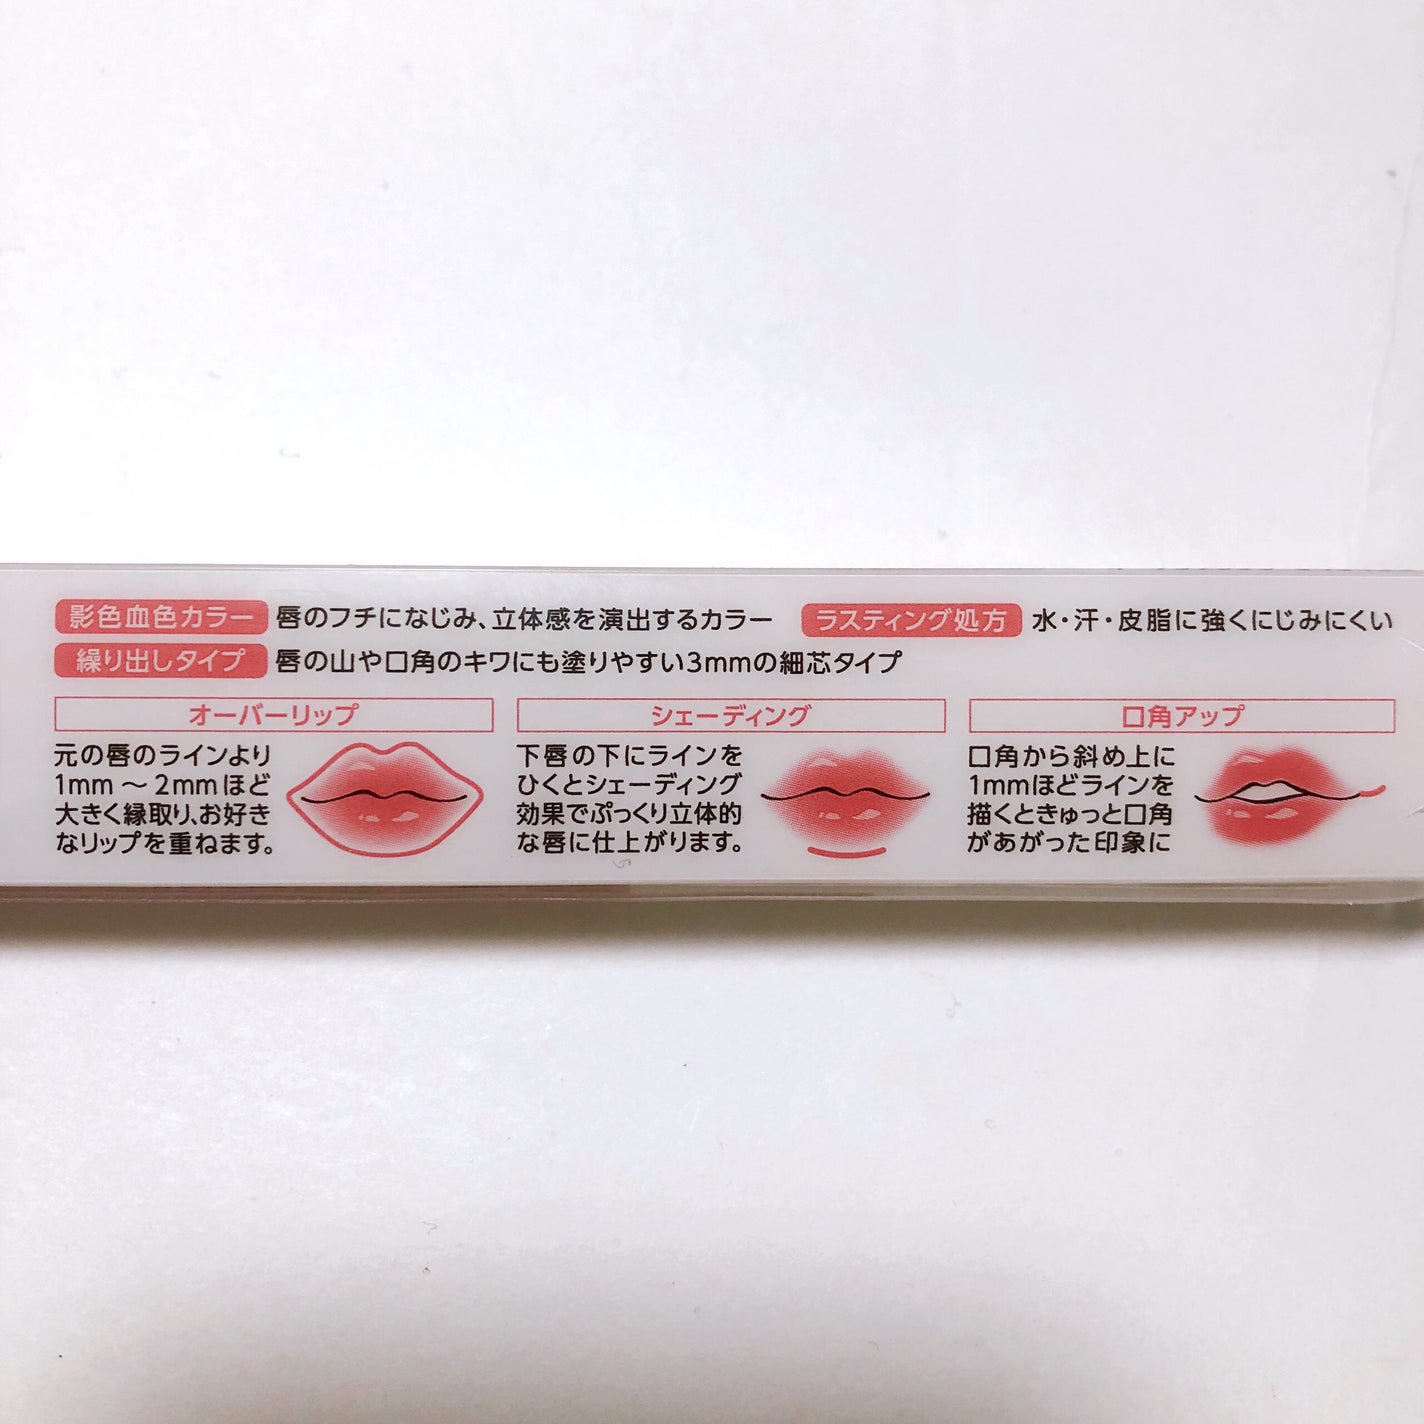 影色血色カラー 唇のフチになじみ、立体感を演出するカラー ラスティング処方 水・汗・皮脂に強くにじみにくい
繰り出しタイプ 唇の山や口角のキワにも塗りやすい3mmの細芯タイプ
オーバーリップ
元の唇のラインより
1mm～2mmほど
大きく縁取り、お好き
なリップを重ねます。
シェーディング
下唇の下にラインを
ひくとシェーディング
効果でぷっくり立体的
な唇に仕上がります。
口角アップ
口角から斜め上に
1mmほどラインを
描くときゅっと口角
があがった印象に